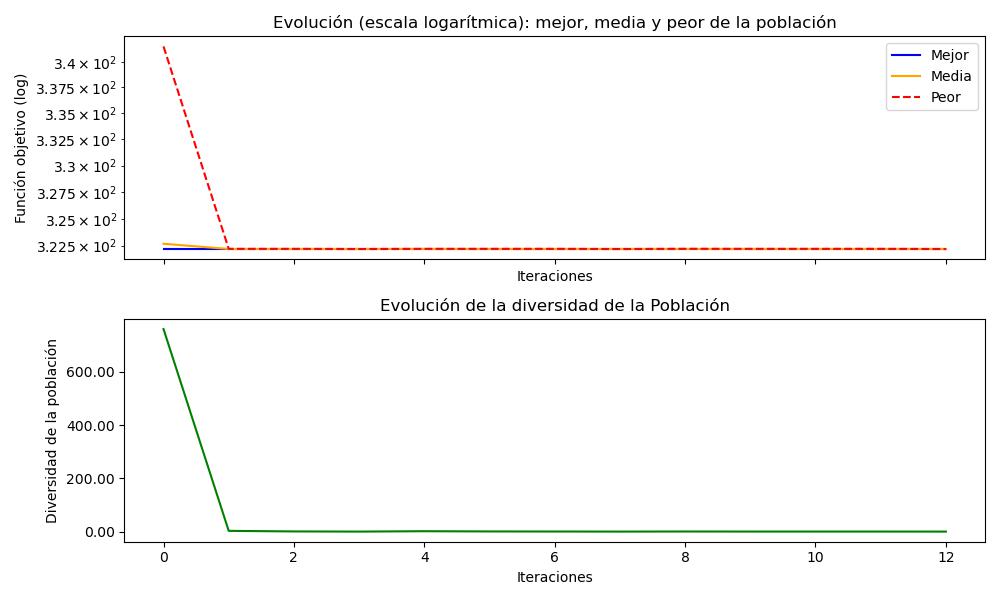 Evolución (escala logarítmica): mejor, media y peor de la población
Función objetivo (log)
3.4 × 10²
3.375 × 10²
3.35 × 10²
3.325 × 10²
3.3 × 10²
3.275 × 10²
3.25 × 10²
3.225 × 10²
Mejor
Media
Peor
Iteraciones
Evolución de la diversidad de la Población
Diversidad de la población
600.00
400.00
200.00
0.00
0 2 4 6 8 10 12
Iteraciones